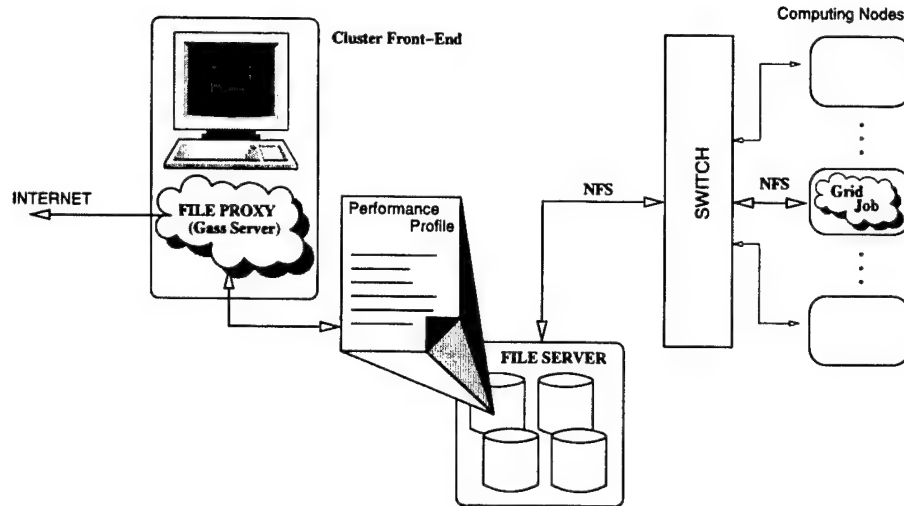 Computing Nodes
Cluster Front-End
SWITCH
INTERNET
FILE PROXY
(Gass Server)
NFS
NFS
Grid
Job
Performance
Profile
FILE SERVER